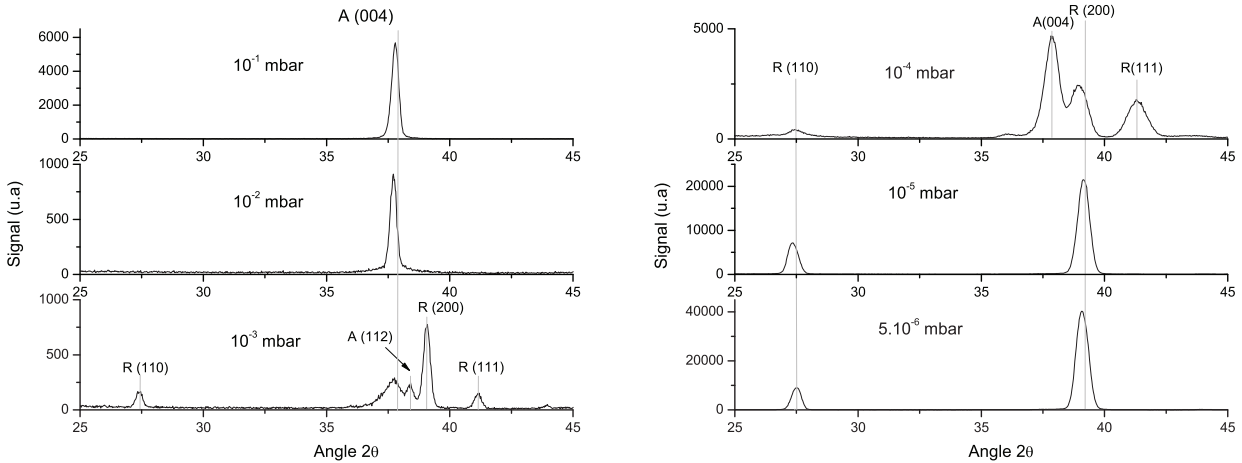 A (004)
6000
4000
2000
0
10⁻¹ mbar
25 30 35 40 45
1000
500
0
10⁻² mbar
25 30 35 40 45
1000
500
0
10⁻³ mbar
R (110)
A (112)
R (200)
R (111)
25 30 35 40 45
Signal (u.a)
Angle 2θ
R (200)
A(004)
R (110)
R(111)
5000
0
10⁻⁴ mbar
25 30 35 40 45
20000
10000
0
10⁻⁵ mbar
25 30 35 40 45
40000
20000
0
5.10⁻⁶ mbar
25 30 35 40 45
Signal (u.a)
Angle 2θ